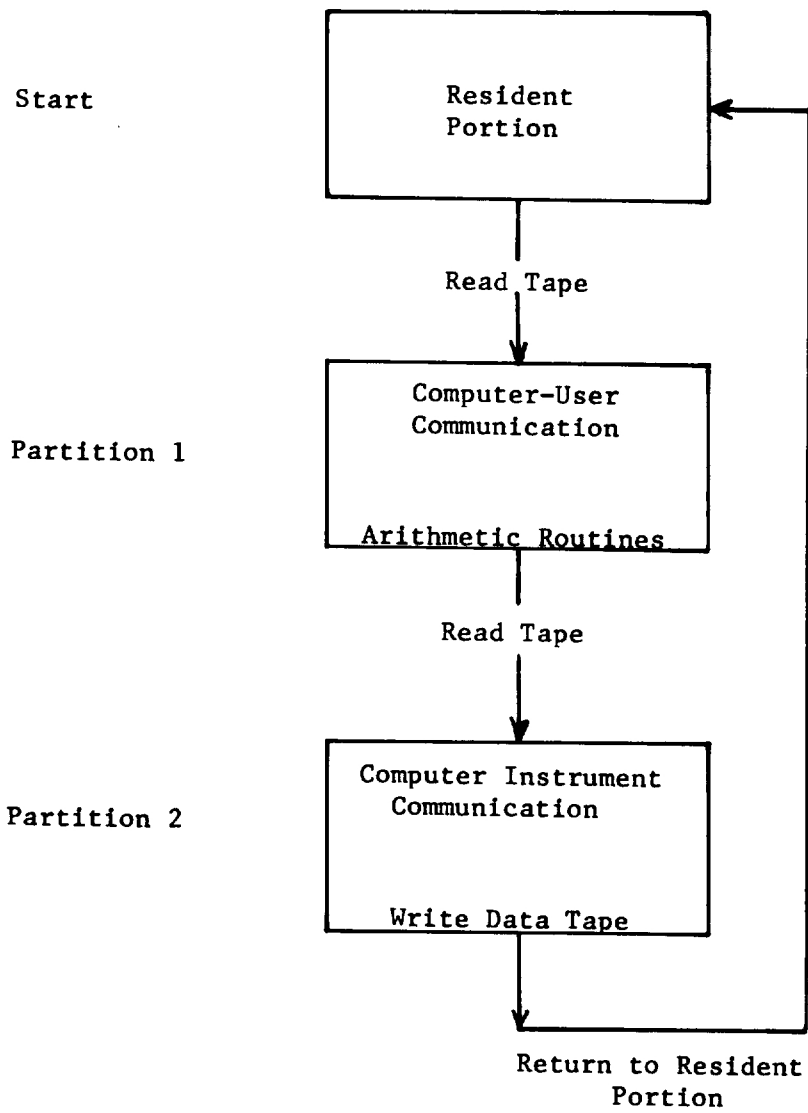 Start
Resident
Portion
Read Tape
Computer-User
Communication
Partition 1
Arithmetic Routines
Read Tape
Computer Instrument
Communication
Partition 2
Write Data Tape
Return to Resident
Portion